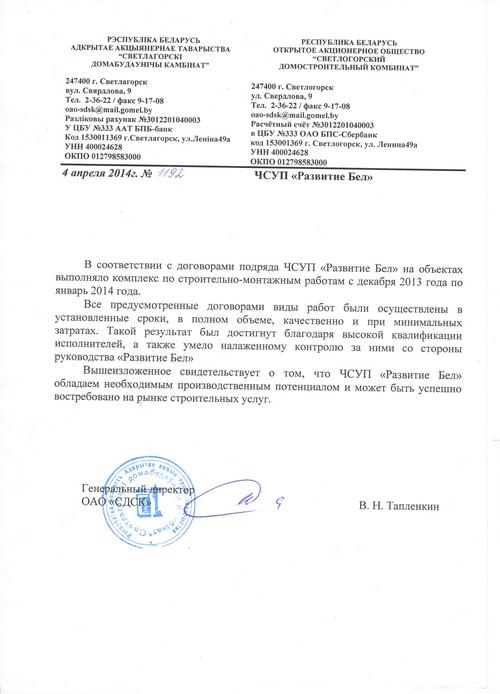 РЭСПУБЛІКА БЕЛАРУСЬ
АДКРЫТАЕ АКЦЫЯНЕРНАЕ ТАВАРЫСТВА
“СВЕТЛАГОРСКІ
ДОМАБУДАУНІЧЫ КАМБІНАТ”
247400 г. Светлагорск
вул. Свярдлова, 9
Тел. 2-36-22 / факс 9-17-08
oao-sdsk@mail.gomel.by
Разліковы рахунак №3012201040003
У ЦБУ №333 ААТ БПБ-банк
Код 1530011369 г.Светлагорск, ул.Леніна49а
УНН 400024628
ОКПО 012798583000
РЕСПУБЛИКА БЕЛАРУСЬ
ОТКРЫТОЕ АКЦИОНЕРНОЕ ОБЩЕСТВО
“СВЕТЛОГОРСКИЙ
ДОМОСТРОИТЕЛЬНЫЙ КОМБИНАТ”
247400 г. Светлогорск
ул. Свердлова, 9
Тел. 2-36-22 / факс 9-17-08
oao-sdsk@mail.gomel.by
Расчётный счёт №3012201040003
в ЦБУ №333 ОАО БПС-Сбербанк
код 153001369 г. Светлогорск, ул. Ленина49а
УНН 400024628
ОКПО 012798583000
4 апреля 2014г. № 1192
ЧСУП «Развитие Бел»
В соответствии с договорами подряда ЧСУП «Развитие Бел» на объектах
выполняло комплекс по строительно-монтажным работам с декабря 2013 года по
январь 2014 года.
Все предусмотренные договорами виды работ были осуществлены в
установленные сроки, в полном объеме, качественно и при минимальных
затратах. Такой результат был достигнут благодаря высокой квалификации
исполнителей, а также умело налаженному контролю за ними со стороны
руководства «Развитие Бел»
Вышеизложенное свидетельствует о том, что ЧСУП «Развитие Бел»
обладаем необходимым производственным потенциалом и может быть успешно
востребовано на рынке строительных услуг.
Генеральный директор
ОАО «СДСК»
В. Н. Тапленкин